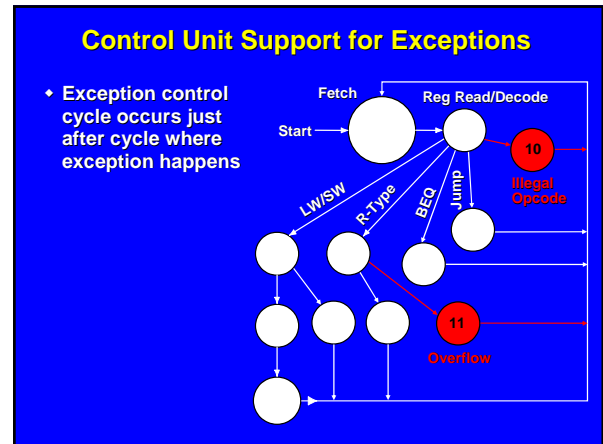 Control Unit Support for Exceptions
◆ Exception control
cycle occurs just
after cycle where
exception happens
Fetch
Reg Read/Decode
Start
10
Illegal
Opcode
LW/SW
R-Type
BEQ
Jump
11
Overflow